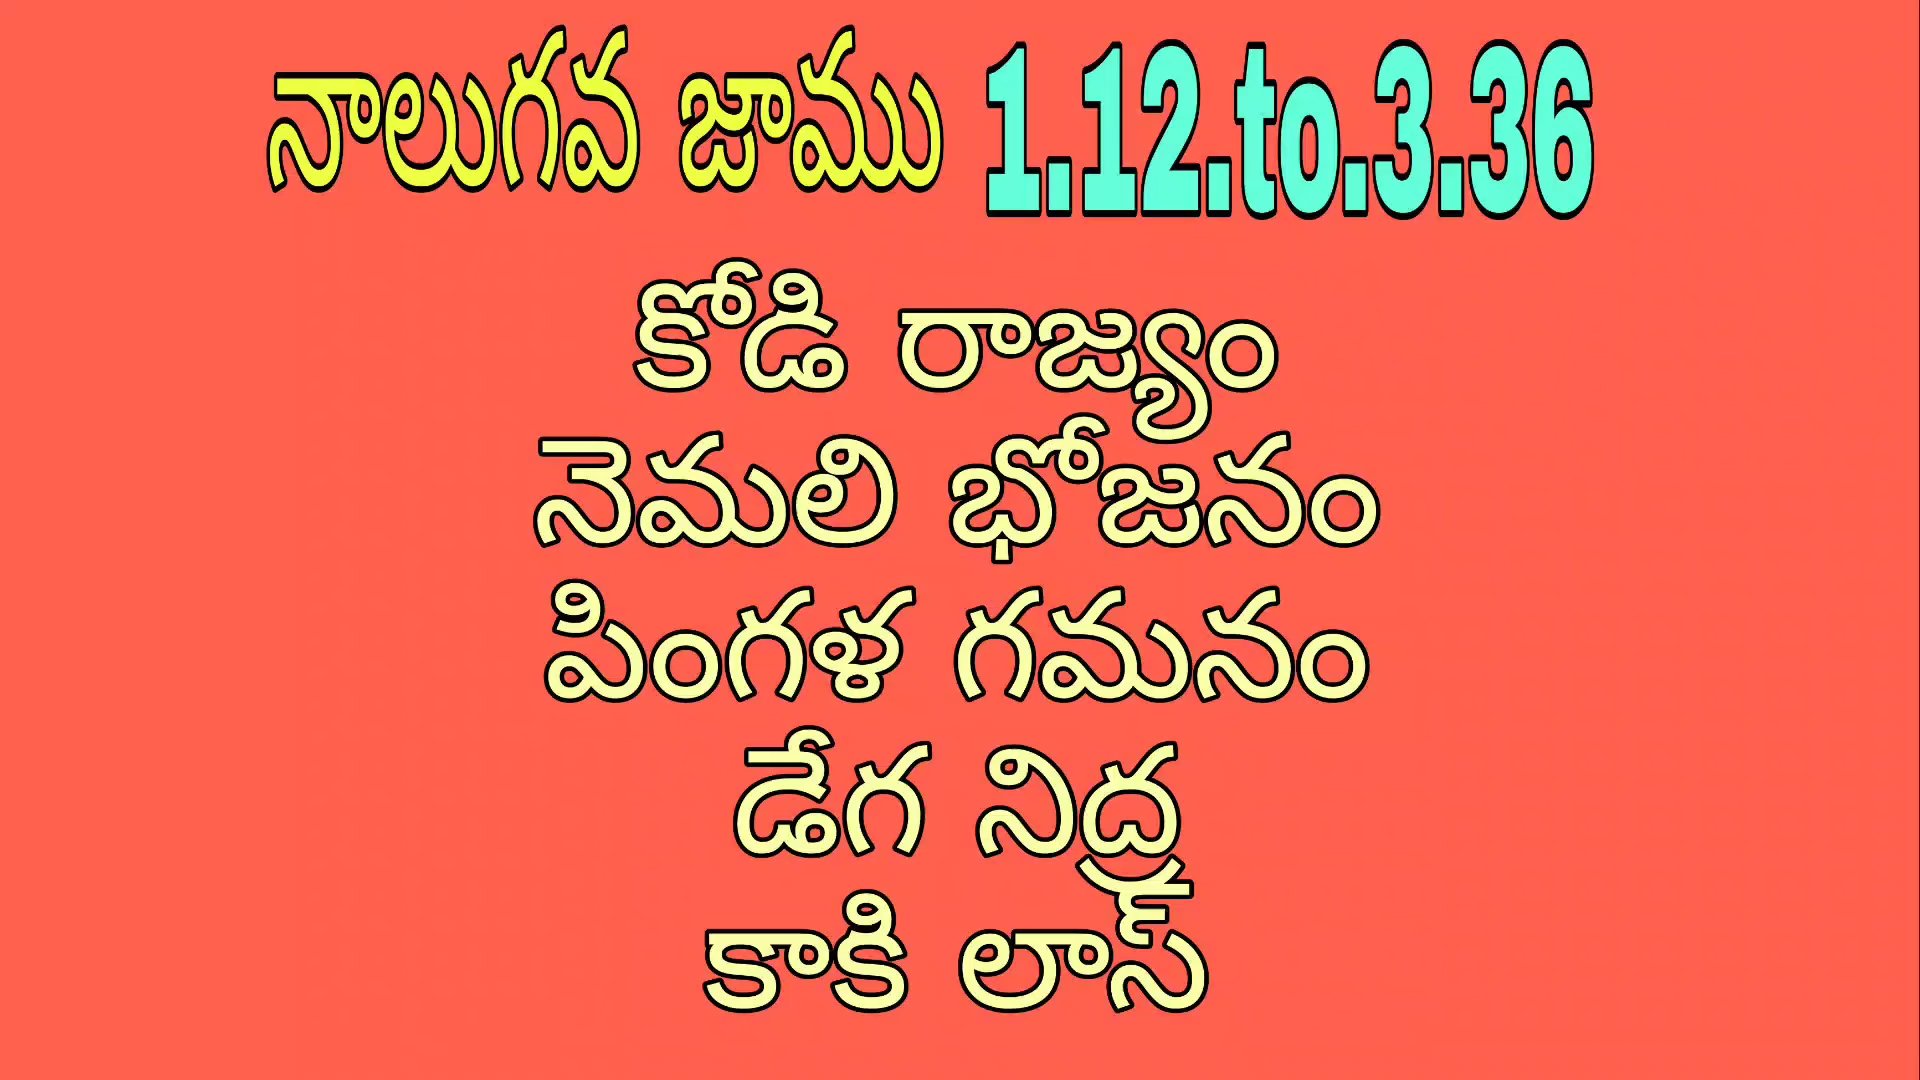 నాలుగవ జాము 1.12.to.3.36
కోడి రాజ్యం
నెమలి భోజనం
పింగళ గమనం
డేగ నిద్ర
కాకి లాస్